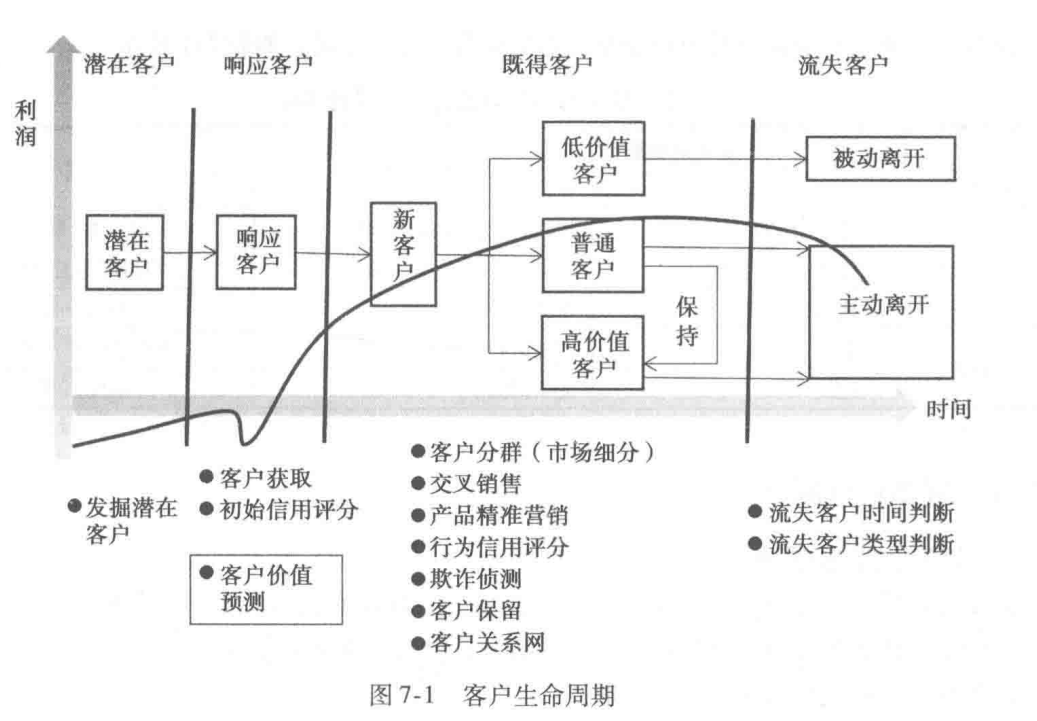 潜在客户
响应客户
既得客户
流失客户
利
润
低价值
客户
被动离开
潜在
客户
响应
客户
新
客
户
普通
客户
保
持
主动离开
高价值
客户
时间
●发掘潜在
客户
●客户获取
●初始信用评分
●客户价值
预测
●客户分群（市场细分）
●交叉销售
●产品精准营销
●行为信用评分
●欺诈侦测
●客户保留
●客户关系网
●流失客户时间判断
●流失客户类型判断
图 7-1 客户生命周期